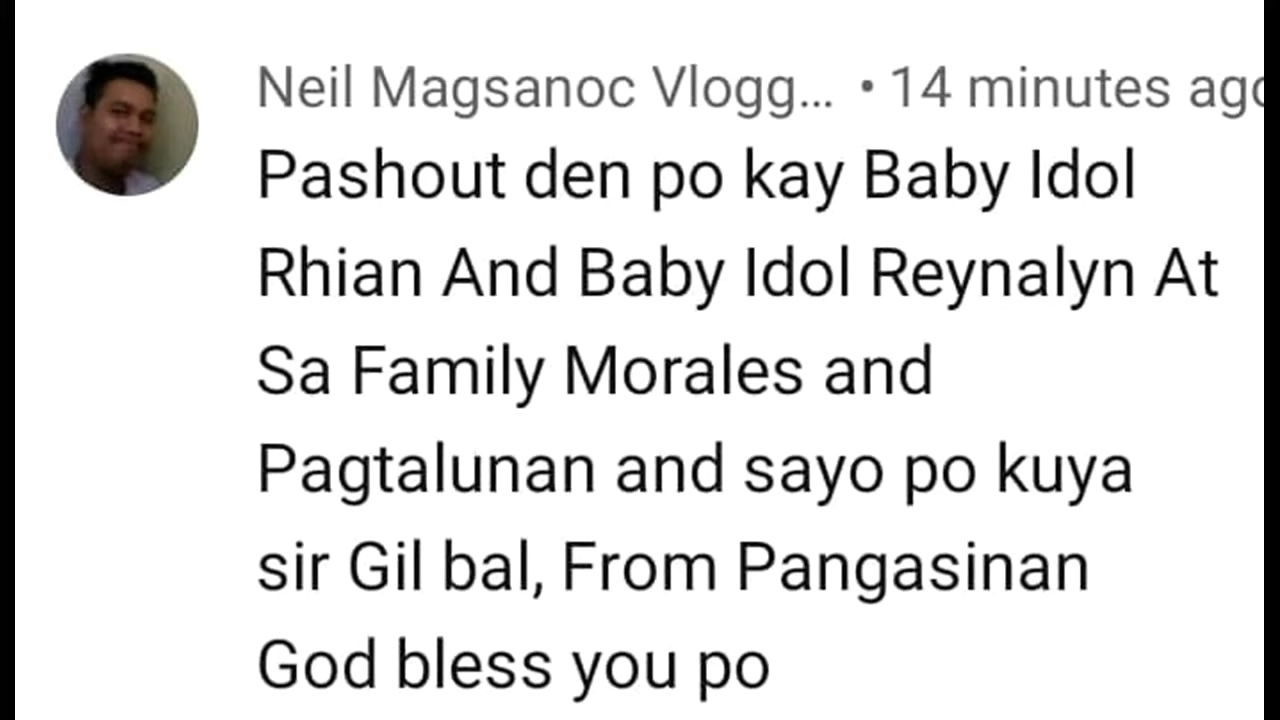 Neil Magsanoc Vlogg... • 14 minutes ago
Pashout den po kay Baby Idol
Rhian And Baby Idol Reynalyn At
Sa Family Morales and
Pagtalunan and sayo po kuya
sir Gil bal, From Pangasinan
God bless you po